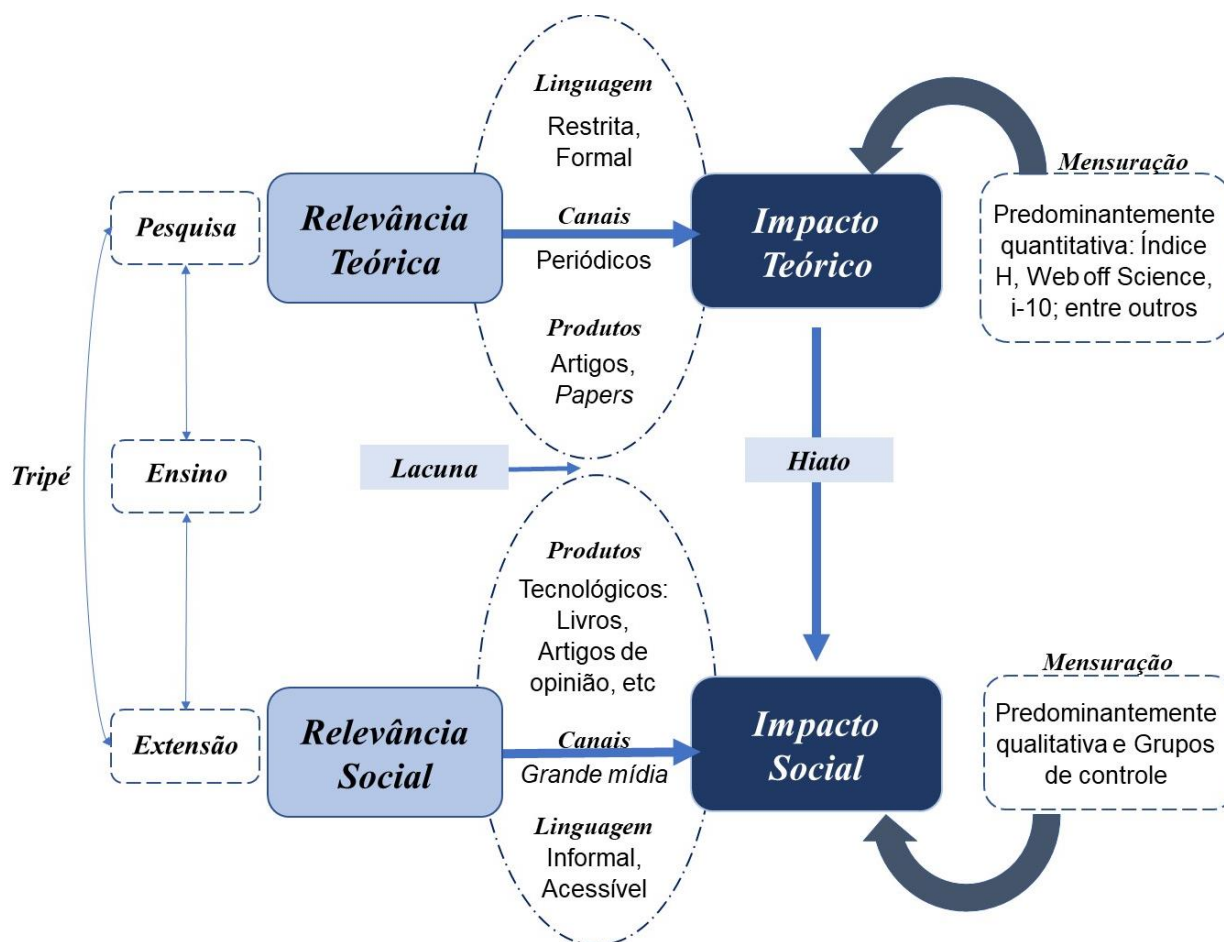 Linguagem
Restrita,
Formal
Mensuração
Pesquisa
Relevância
Teórica
Canais
Periódicos
Impacto
Teórico
Predominantemente
quantitativa: Índice
H, Web off Science,
i-10; entre outros
Produtos
Artigos,
Papers
Tripé
Ensino
Lacuna
Hiato
Produtos
Tecnológicos:
Livros,
Artigos de
opinião, etc
Mensuração
Extensão
Relevância
Social
Canais
Grande mídia
Impacto
Social
Predominantemente
qualitativa e Grupos
de controle
Linguagem
Informal,
Acessível